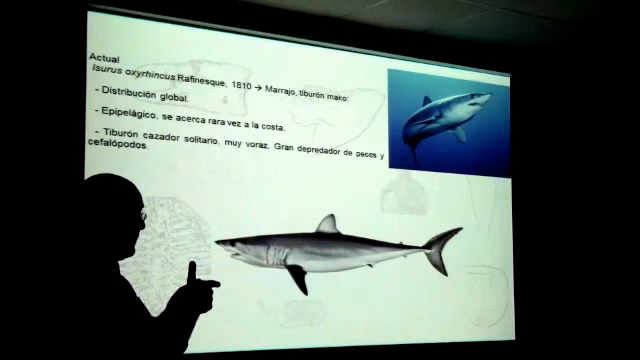 Actual
Isurus oxyrhincus Rafinesque, 1810 → Marrajo, tiburón mako:
- Distribución global.
- Epipelágico, se acerca rara vez a la costa.
- Tiburón cazador solitario, muy voraz. Gran depredador de peces y
cefalópodos.